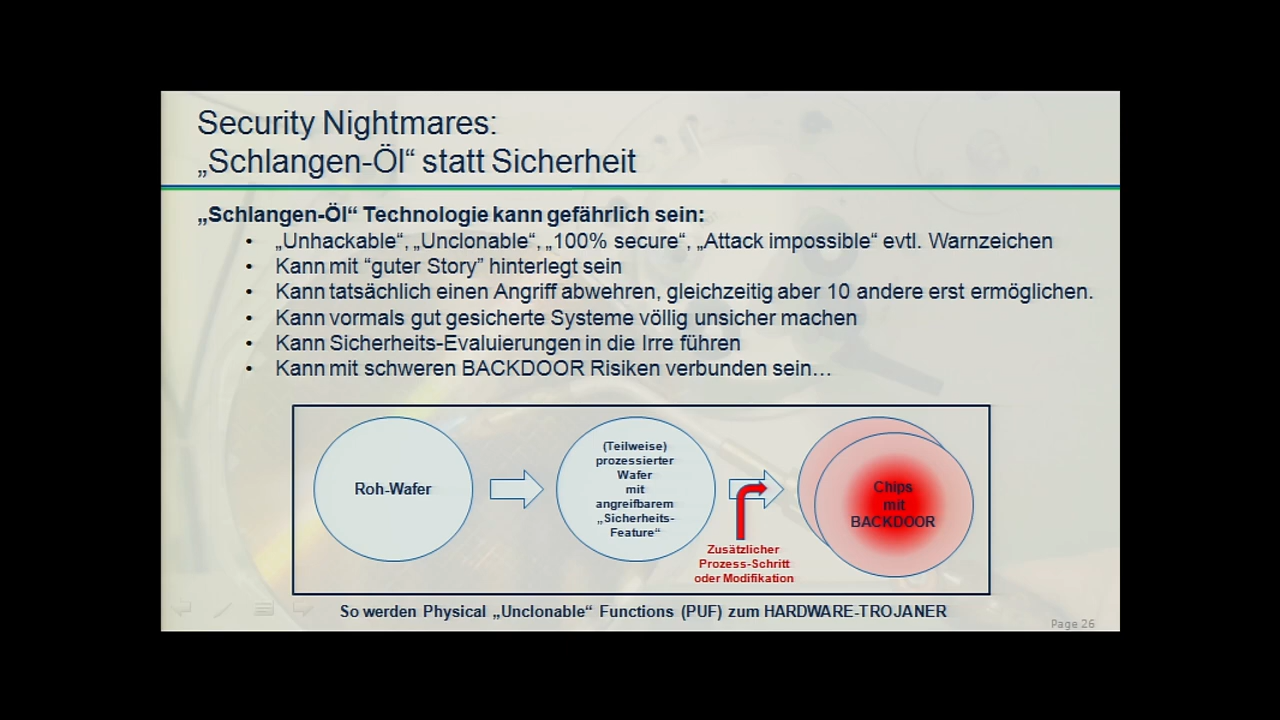 Security Nightmares:
„Schlangen-Öl“ statt Sicherheit
„Schlangen-Öl“ Technologie kann gefährlich sein:
• „Unhackable“, „Unclonable“, „100% secure“, „Attack impossible“ evtl. Warnzeichen
• Kann mit “guter Story” hinterlegt sein
• Kann tatsächlich einen Angriff abwehren, gleichzeitig aber 10 andere erst ermöglichen.
• Kann vormals gut gesicherte Systeme völlig unsicher machen
• Kann Sicherheits-Evaluierungen in die Irre führen
• Kann mit schweren BACKDOOR Risiken verbunden sein…
Roh-Wafer
(Teilweise)
prozessierter
Wafer
mit
angreifbarem
„Sicherheits-
Feature“
Zusätzlicher
Prozess-Schritt
oder Modifikation
Chips
mit
BACKDOOR
So werden Physical „Unclonable“ Functions (PUF) zum HARDWARE-TROJANER
Page 26